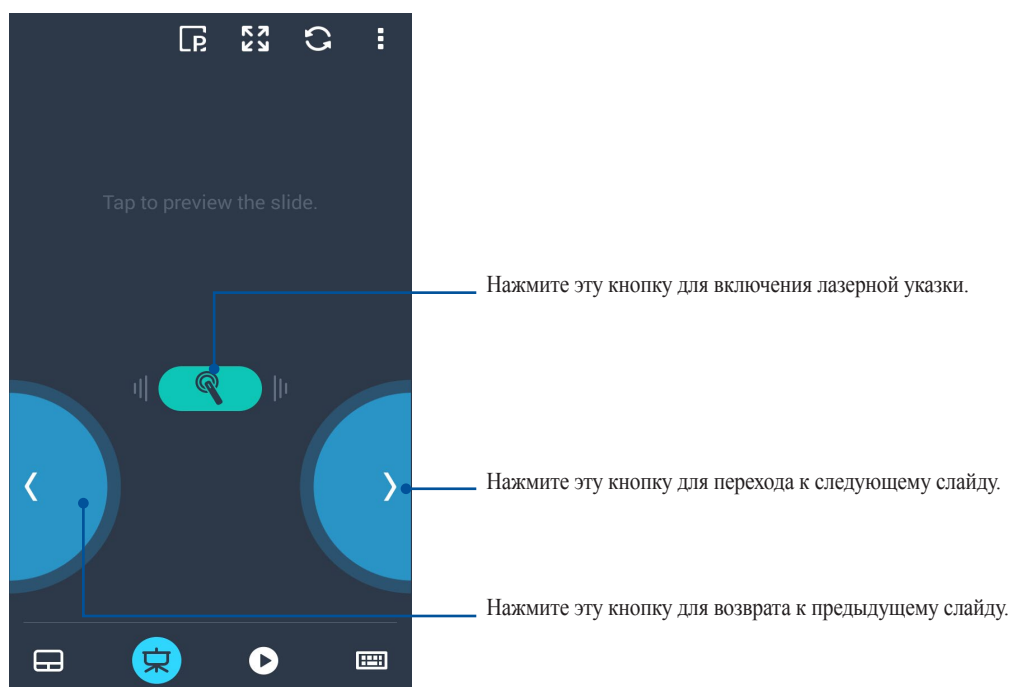 Tap to preview the slide.
Нажмите эту кнопку для включения лазерной указки.
Нажмите эту кнопку для перехода к следующему слайду.
Нажмите эту кнопку для возврата к предыдущему слайду.